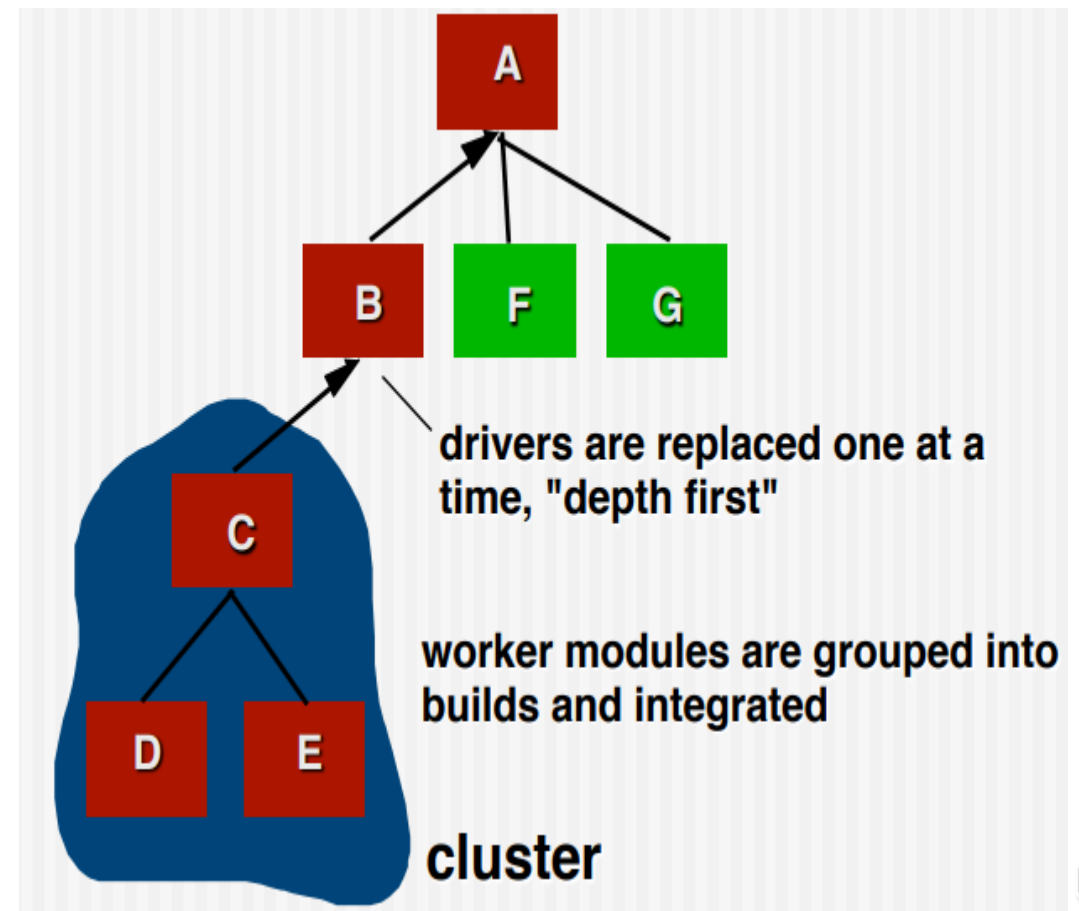 A
B
F
G
drivers are replaced one at a
time, "depth first"
C
worker modules are grouped into
builds and integrated
D
E
cluster